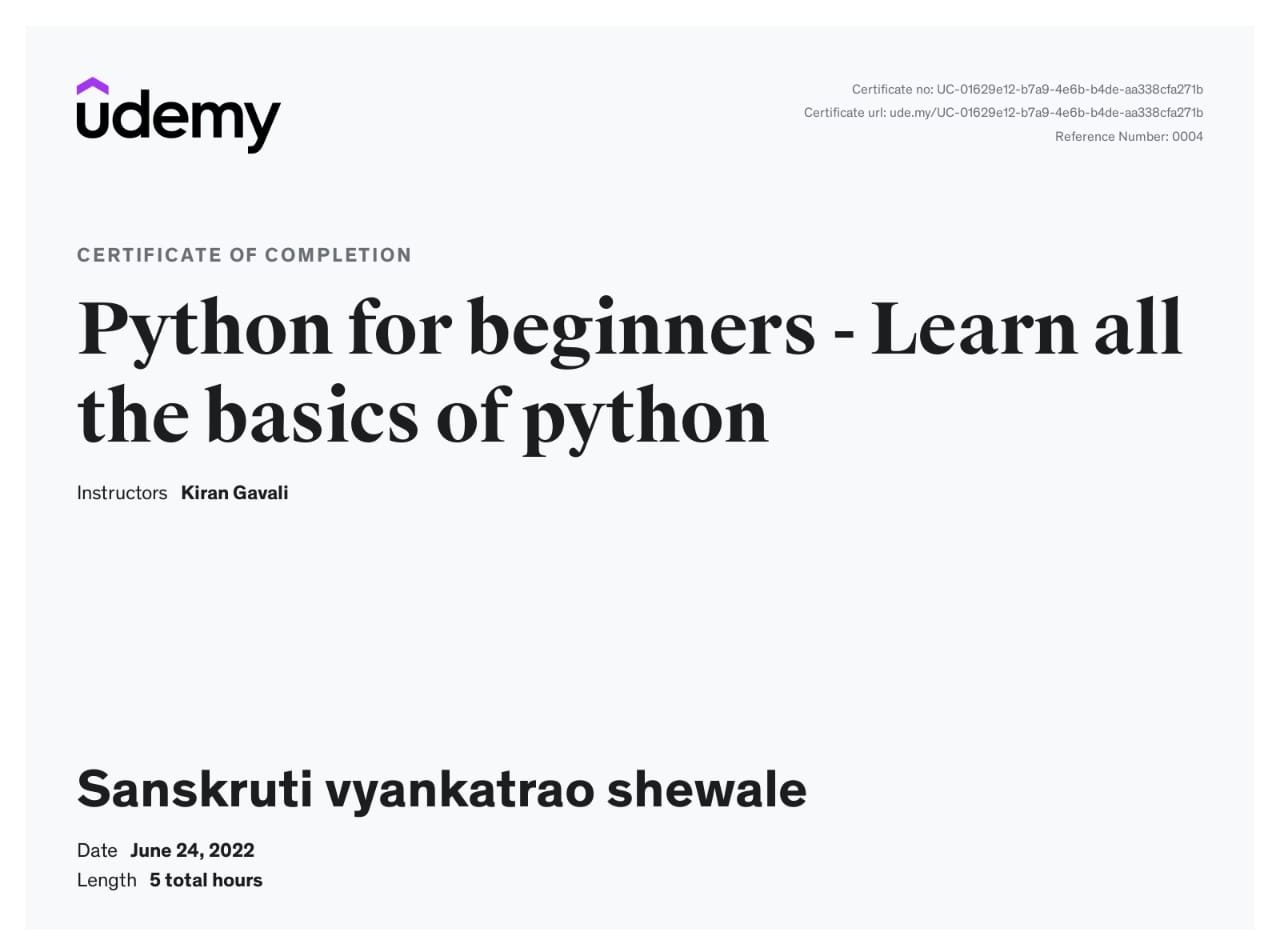 udemy
Certificate no: UC-01629e12-b7a9-4e6b-b4de-aa338cfa271b
Certificate url: ude.my/UC-01629e12-b7a9-4e6b-b4de-aa338cfa271b
Reference Number: 0004
CERTIFICATE OF COMPLETION
Python for beginners - Learn all
the basics of python
Instructors Kiran Gavali
Sanskruti vyankatrao shewale
Date June 24, 2022
Length 5 total hours